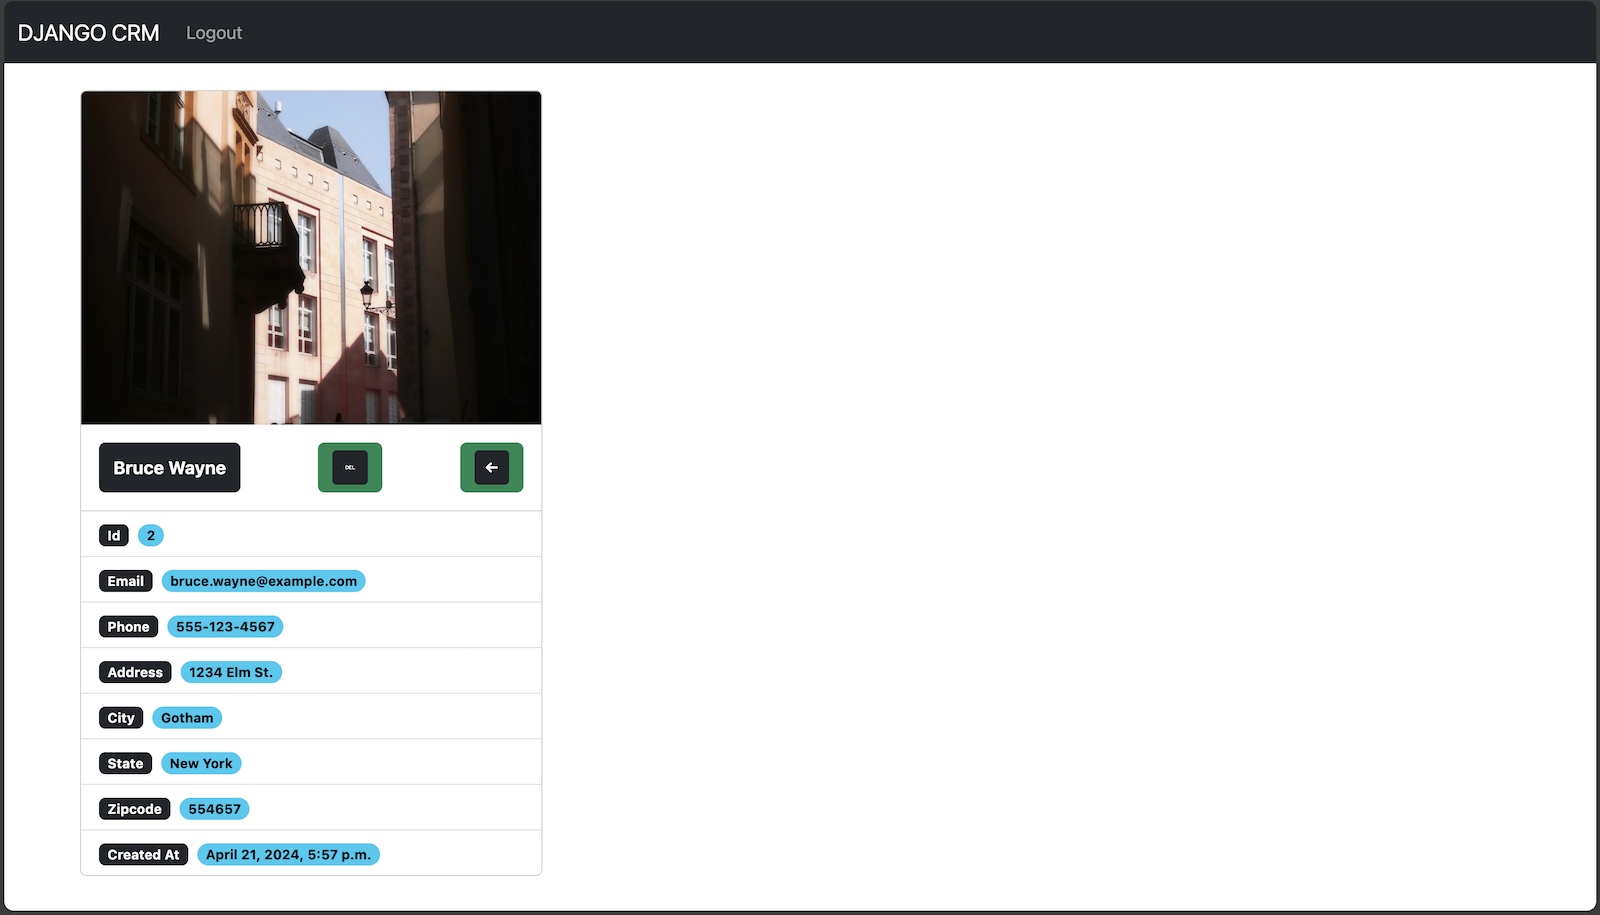 DJANGO CRM Logout
Bruce Wayne DEL
Id 2
Email bruce.wayne@example.com
Phone 555-123-4567
Address 1234 Elm St.
City Gotham
State New York
Zipcode 554657
Created At April 21, 2024, 5:57 p.m.